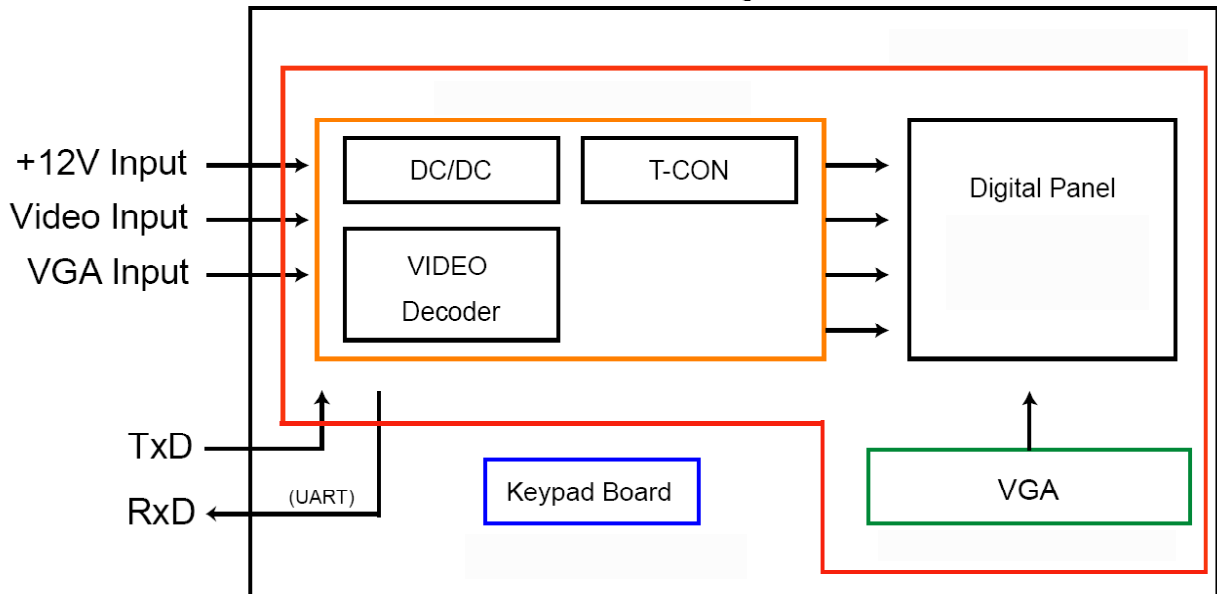 +12V Input
Video Input
VGA Input
TxD
RxD
(UART)
DC/DC
T-CON
VIDEO
Decoder
Digital Panel
Keypad Board
VGA